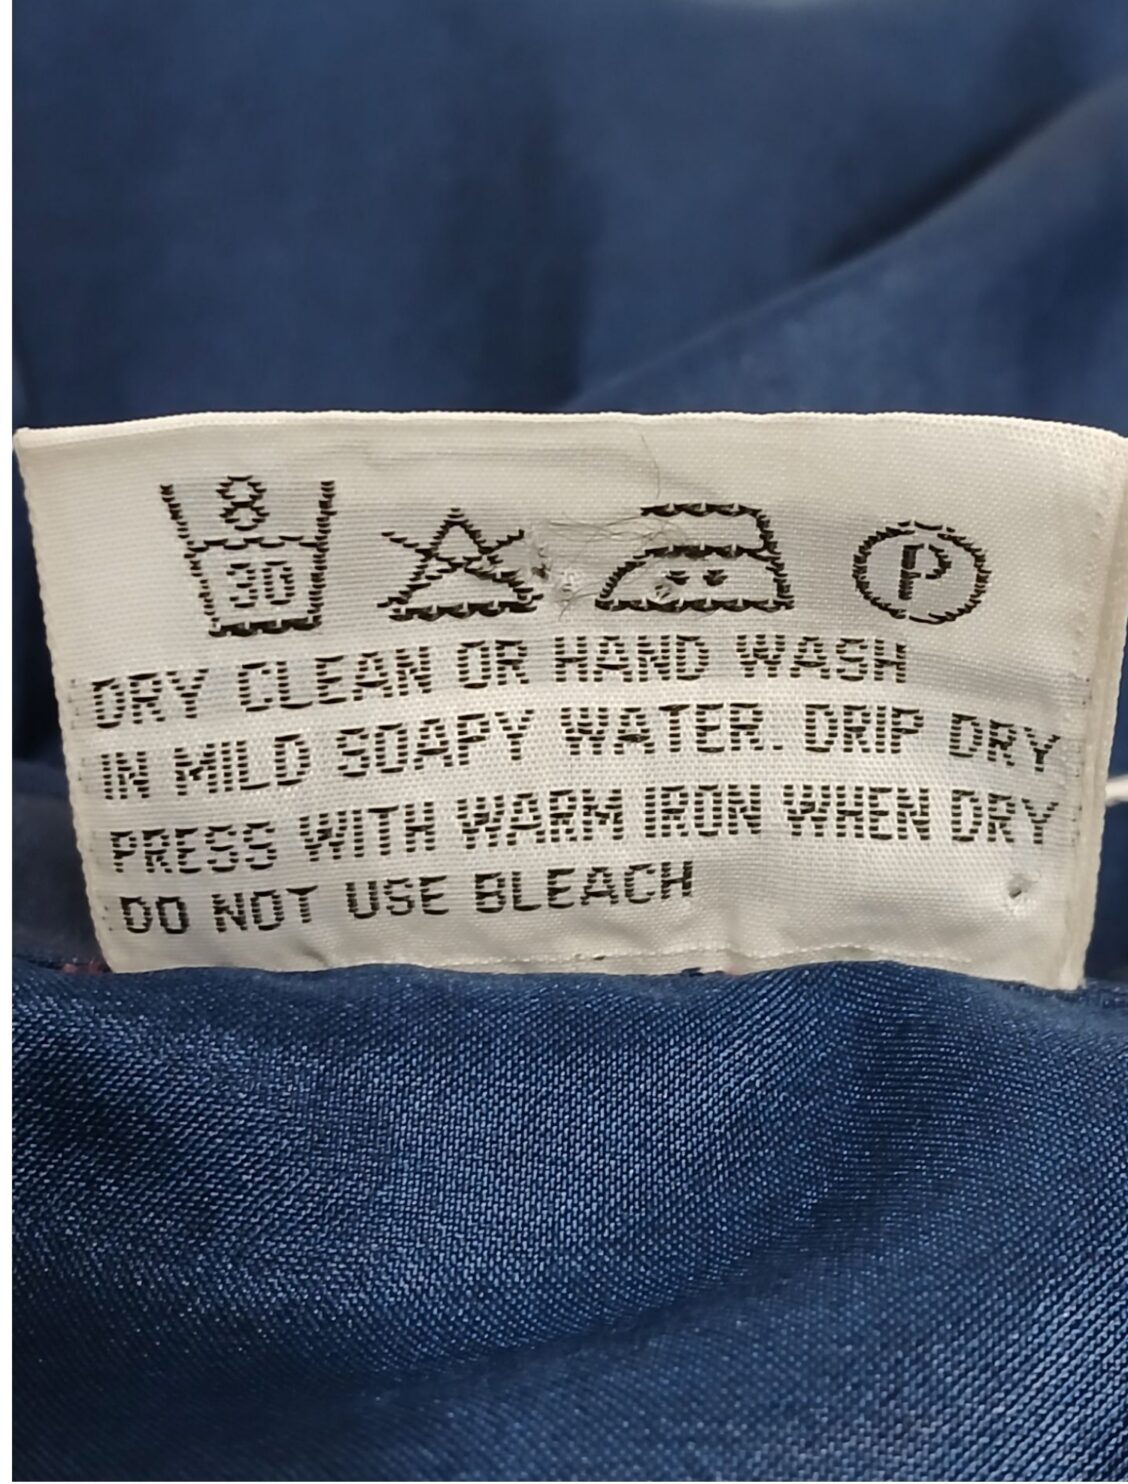 8
30
P
DRY CLEAN OR HAND WASH
IN MILD SOAPY WATER. DRIP DRY
PRESS WITH WARM IRON WHEN DRY
DO NOT USE BLEACH